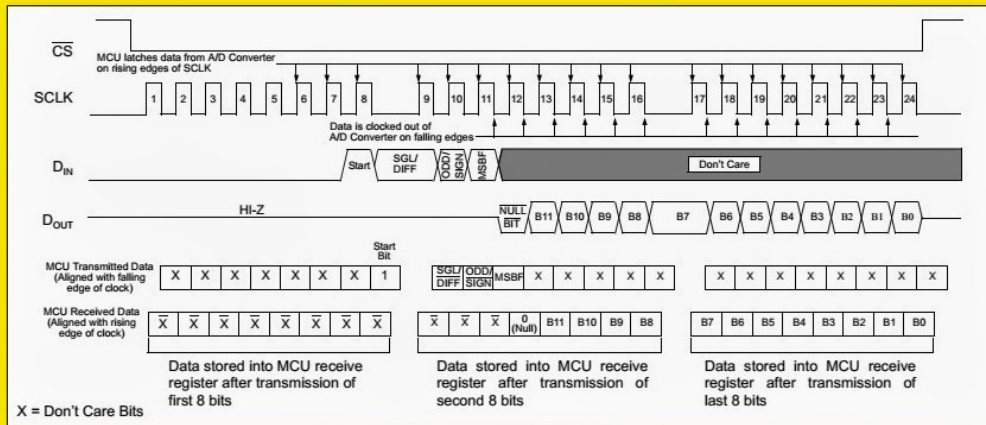 CS
MCU latches data from A/D Converter
on rising edges of SCLK
SCLK
1 2 3 4 5 6 7 8 9 10 11 12 13 14 15 16 17 18 19 20 21 22 23 24
Data is clocked out of
A/D Converter on falling edges
DIN
Start
SGL/
DIFF
ODD/
SIGN
MSBF
Don't Care
HI-Z
DOUT
NULL
BIT
B11 B10 B9 B8 B7 B6 B5 B4 B3 B2 B1 B0
Start
Bit
MCU Transmitted Data
(Aligned with falling
edge of clock)
X X X X X X X 1
SGL/
DIFF
ODD/
SIGN
MSBF X X X X X
X X X X X X X X
MCU Received Data
(Aligned with rising
edge of clock)
X X X X X X X X
X X X 0
(Null)
B11 B10 B9 B8
B7 B6 B5 B4 B3 B2 B1 B0
Data stored into MCU receive
register after transmission of
first 8 bits
Data stored into MCU receive
register after transmission of
second 8 bits
Data stored into MCU receive
register after transmission of
last 8 bits
X = Don't Care Bits